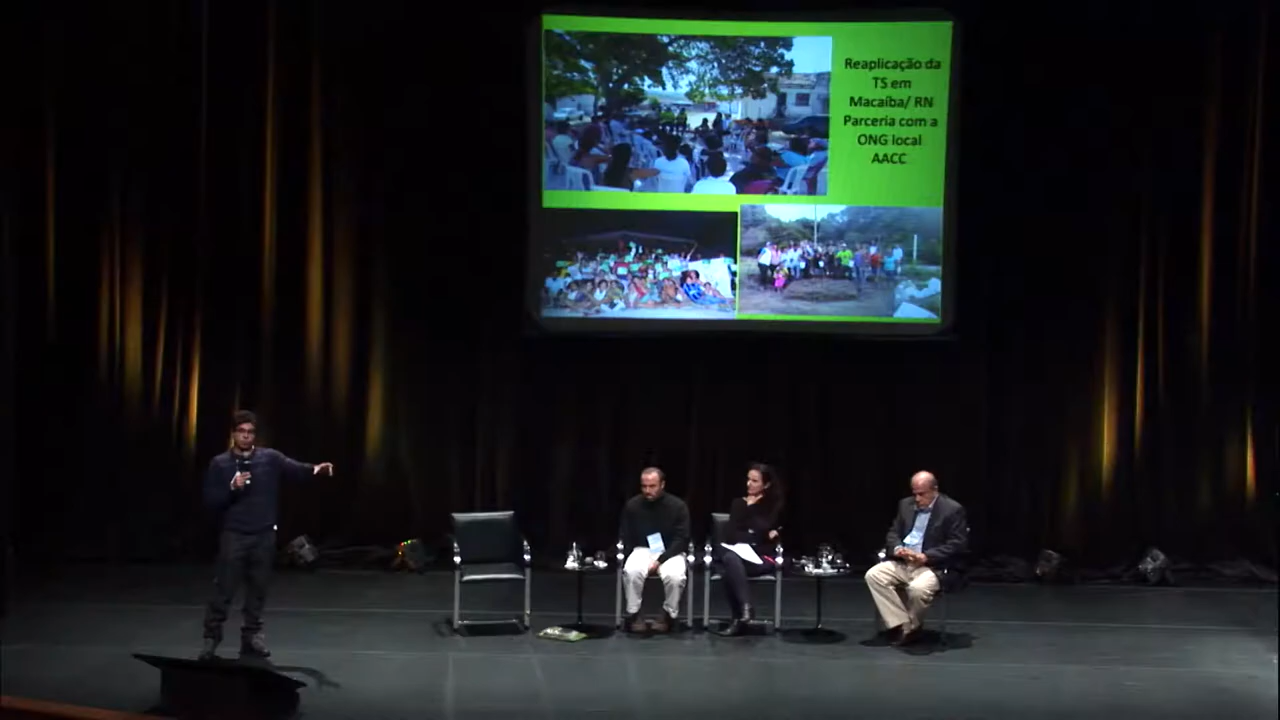 Reaplicação da
TS em
Macaíba/ RN
Parceria com a
ONG local
AACC